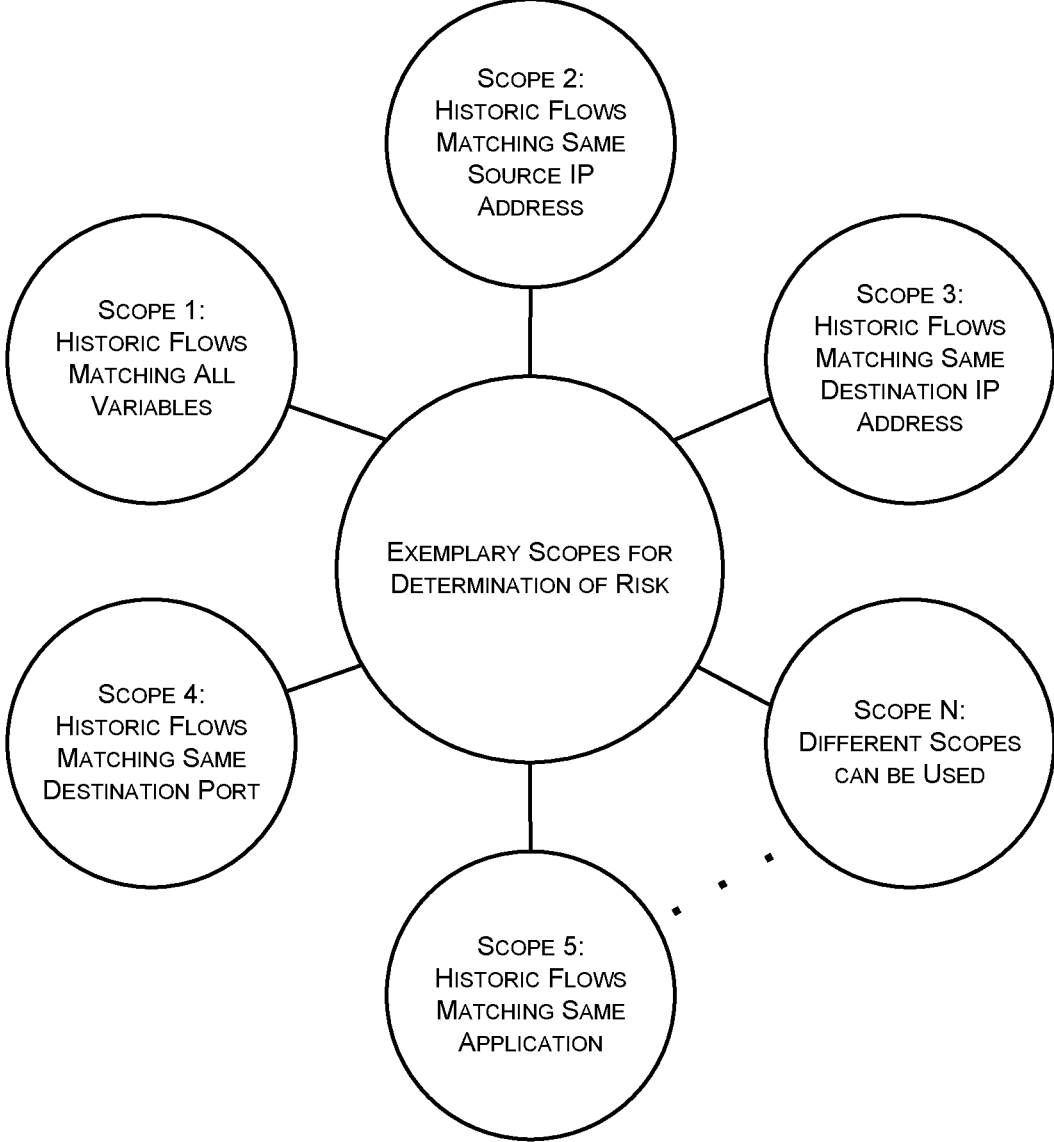 SCOPE 2:
HISTORIC FLOWS
MATCHING SAME
SOURCE IP
ADDRESS
SCOPE 1:
HISTORIC FLOWS
MATCHING ALL
VARIABLES
SCOPE 3:
HISTORIC FLOWS
MATCHING SAME
DESTINATION IP
ADDRESS
EXEMPLARY SCOPES FOR
DETERMINATION OF RISK
SCOPE 4:
HISTORIC FLOWS
MATCHING SAME
DESTINATION PORT
SCOPE N:
DIFFERENT SCOPES
CAN BE USED
SCOPE 5:
HISTORIC FLOWS
MATCHING SAME
APPLICATION